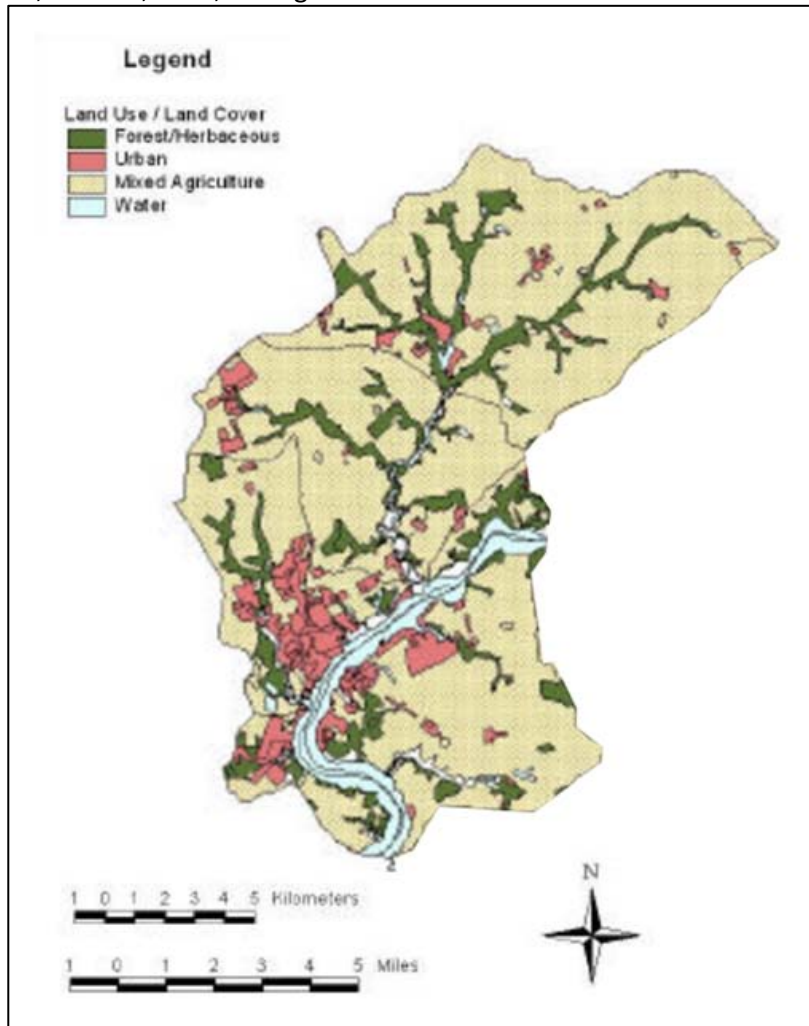 Legend
Land Use / Land Cover
Forest/Herbaceous
Urban
Mixed Agriculture
Water
2
N
1 0 1 2 3 4 5 Kilometers
1 0 1 2 3 4 5 Miles